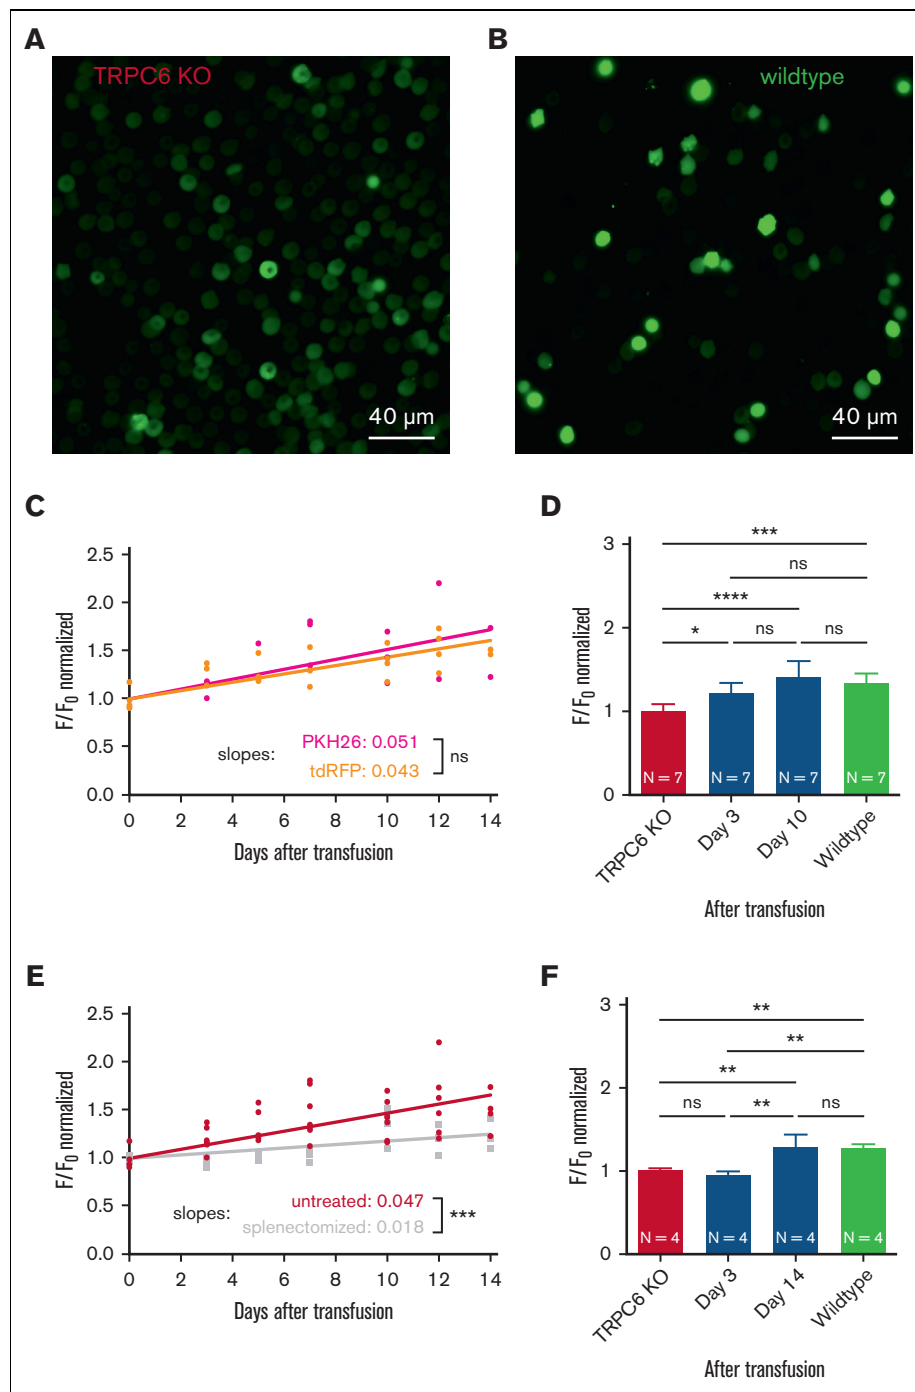 A
TRPC6 KO
40 µm
B
wildtype
40 µm
C
F/F0 normalized
2.5
2.0
1.5
1.0
0.5
0.0
slopes:
PKH26: 0.051
tdRFP: 0.043
ns
0 2 4 6 8 10 12 14
Days after transfusion
D
F/F0 normalized
3
2
1
0
***
ns
****
* ns ns
N = 7 N = 7 N = 7 N = 7
TRPC6 KO Day 3 Day 10 Wildtype
After transfusion
E
F/F0 normalized
2.5
2.0
1.5
1.0
0.5
0.0
slopes:
untreated: 0.047
splenectomized: 0.018
***
0 2 4 6 8 10 12 14
Days after transfusion
F
F/F0 normalized
3
2
1
0
**
**
**
ns ** ns
N = 4 N = 4 N = 4 N = 4
TRPC6 KO Day 3 Day 14 Wildtype
After transfusion